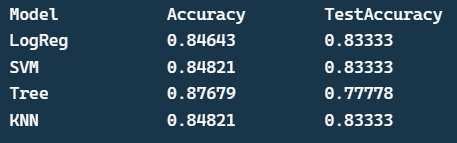 Model Accuracy TestAccuracy
LogReg 0.84643 0.83333
SVM 0.84821 0.83333
Tree 0.87679 0.77778
KNN 0.84821 0.83333